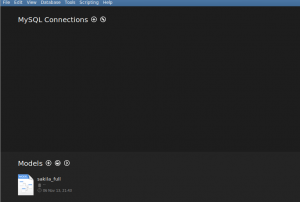 File Edit View Database Tools Scripting Help
MySQL Connections
Models
sakila_full